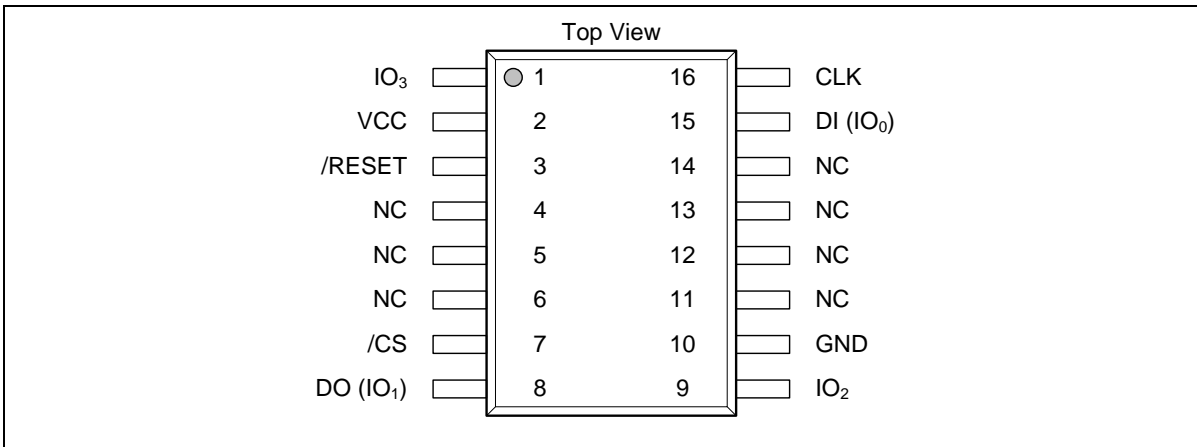 Top View
IO₃ 1 16 CLK
VCC 2 15 DI (IO₀)
/RESET 3 14 NC
NC 4 13 NC
NC 5 12 NC
NC 6 11 NC
/CS 7 10 GND
DO (IO₁) 8 9 IO₂